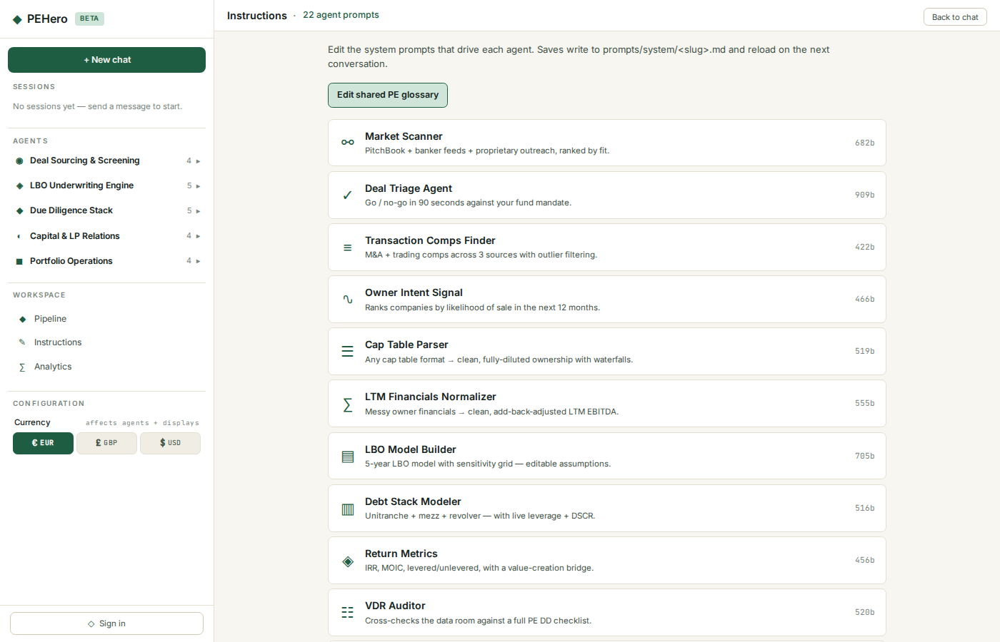 PEHero BETA
+ New chat
SESSIONS
No sessions yet — send a message to start.
AGENTS
Deal Sourcing & Screening 4
LBO Underwriting Engine 5
Due Diligence Stack 5
Capital & LP Relations 4
Portfolio Operations 4
WORKSPACE
Pipeline
Instructions
∑ Analytics
CONFIGURATION
Currency affects agents + displays
€ EUR £ GBP $ USD
Sign in
Instructions · 22 agent prompts
Back to chat
Edit the system prompts that drive each agent. Saves write to prompts/system/<slug>.md and reload on the next
conversation.
Edit shared PE glossary
Market Scanner
PitchBook + banker feeds + proprietary outreach, ranked by fit.
682b
Deal Triage Agent
Go / no-go in 90 seconds against your fund mandate.
909b
Transaction Comps Finder
M&A + trading comps across 3 sources with outlier filtering.
422b
Owner Intent Signal
Ranks companies by likelihood of sale in the next 12 months.
466b
Cap Table Parser
Any cap table format → clean, fully-diluted ownership with waterfalls.
519b
∑ LTM Financials Normalizer
Messy owner financials → clean, add-back-adjusted LTM EBITDA.
555b
LBO Model Builder
5-year LBO model with sensitivity grid — editable assumptions.
705b
Debt Stack Modeler
Unitranche + mezz + revolver — with live leverage + DSCR.
516b
Return Metrics
IRR, MOIC, levered/unlevered, with a value-creation bridge.
456b
VDR Auditor
Cross-checks the data room against a full PE DD checklist.
520b